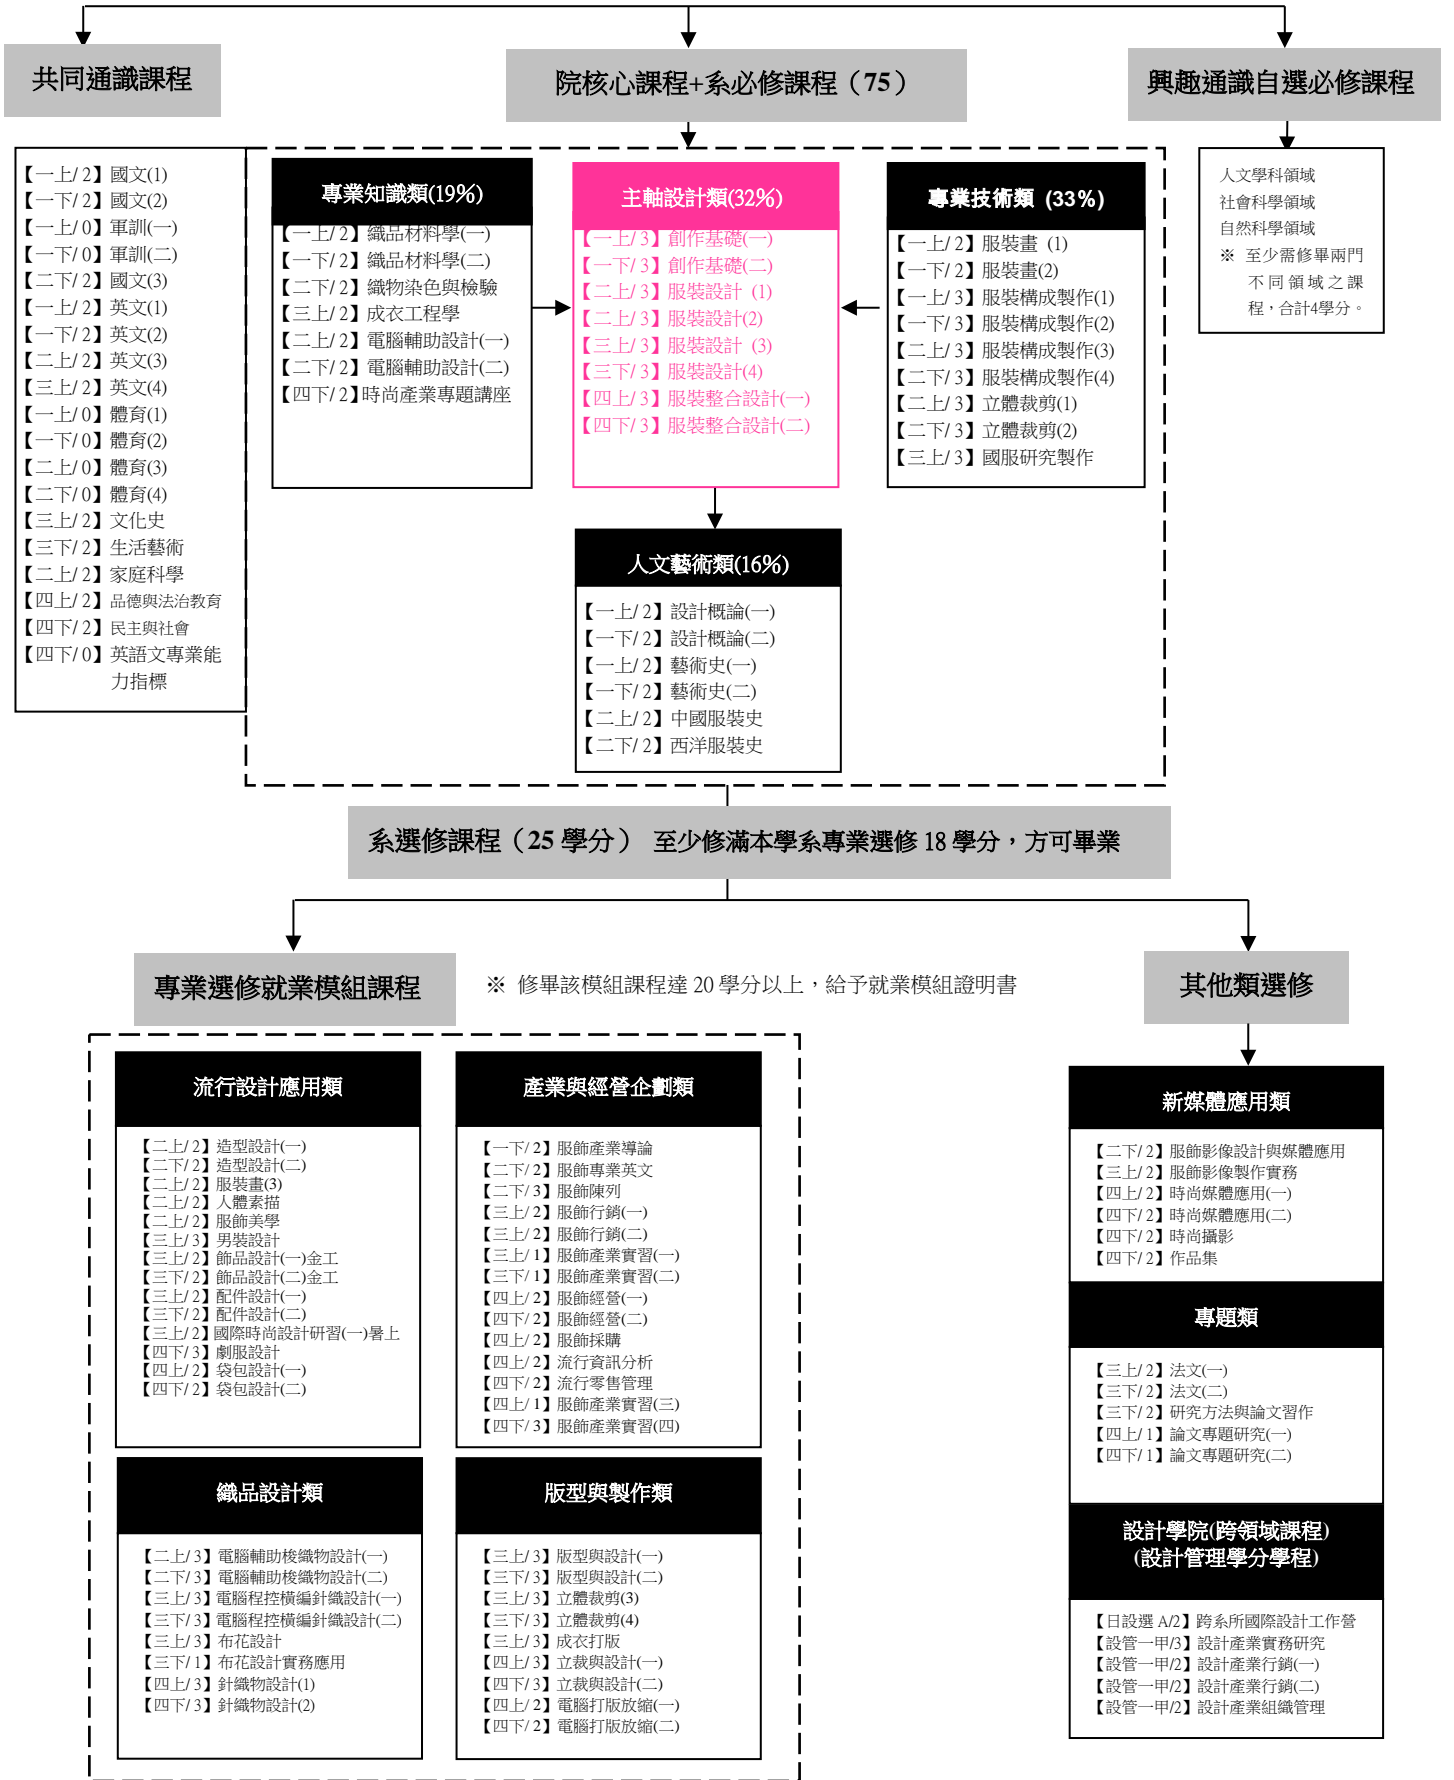 共同通識課程
院核心課程+系必修課程（75）
興趣通識自選必修課程
【一上/ 2】國文(1)
【一下/ 2】國文(2)
【一上/ 0】軍訓(一)
【一下/ 0】軍訓(二)
【二下/ 2】國文(3)
【一上/ 2】英文(1)
【一下/ 2】英文(2)
【二上/ 2】英文(3)
【三上/ 2】英文(4)
【一上/ 0】體育(1)
【一下/ 0】體育(2)
【二上/ 0】體育(3)
【二下/ 0】體育(4)
【三上/ 2】文化史
【三下/ 2】生活藝術
【二上/ 2】家庭科學
【四上/ 2】品德與法治教育
【四下/ 2】民主與社會
【四下/ 0】英語文專業能
力指標
專業知識類(19%)
【一上/ 2】織品材料學(一)
【一下/ 2】織品材料學(二)
【二下/ 2】織物染色與檢驗
【三上/ 2】成衣工程學
【二上/ 2】電腦輔助設計(一)
【二下/ 2】電腦輔助設計(二)
【四下/ 2】時尚產業專題講座
主軸設計類(32%)
【一上/ 3】創作基礎(一)
【一下/ 3】創作基礎(二)
【二上/ 3】服裝設計 (1)
【二上/ 3】服裝設計(2)
【三上/ 3】服裝設計 (3)
【三下/ 3】服裝設計(4)
【四上/ 3】服裝整合設計(一)
【四下/ 3】服裝整合設計(二)
專業技術類 (33%)
【一上/ 2】服裝畫 (1)
【一下/ 2】服裝畫(2)
【一上/ 3】服裝構成製作(1)
【一下/ 3】服裝構成製作(2)
【二上/ 3】服裝構成製作(3)
【二下/ 3】服裝構成製作(4)
【二上/ 3】立體裁剪(1)
【二下/ 3】立體裁剪(2)
【三上/ 3】國服研究製作
人文學科領域
社會科學領域
自然科學領域
※ 至少需修畢兩門
不同領域之課
程，合計4學分。
人文藝術類(16%)
【一上/ 2】設計概論(一)
【一下/ 2】設計概論(二)
【一上/ 2】藝術史(一)
【一下/ 2】藝術史(二)
【二上/ 2】中國服裝史
【二下/ 2】西洋服裝史
系選修課程（25 學分） 至少修滿本學系專業選修 18 學分，方可畢業
專業選修就業模組課程
※ 修畢該模組課程達 20 學分以上，給予就業模組證明書
其他類選修
流行設計應用類
【二上/ 2】造型設計(一)
【二下/ 2】造型設計(二)
【二上/ 2】服裝畫(3)
【二上/ 2】人體素描
【二上/ 2】服飾美學
【三上/ 3】男裝設計
【三上/ 2】飾品設計(一)金工
【三下/ 2】飾品設計(二)金工
【三上/ 2】配件設計(一)
【三下/ 2】配件設計(二)
【三上/ 2】國際時尚設計研習(一)暑上
【四下/ 3】劇服設計
【四上/ 2】袋包設計(一)
【四下/ 2】袋包設計(二)
產業與經營企劃類
【一下/ 2】服飾產業導論
【二下/ 2】服飾專業英文
【二下/ 3】服飾陳列
【三上/ 2】服飾行銷(一)
【三上/ 2】服飾行銷(二)
【三上/ 1】服飾產業實習(一)
【三下/ 1】服飾產業實習(二)
【四上/ 2】服飾經營(一)
【四下/ 2】服飾經營(二)
【四上/ 2】服飾採購
【四上/ 2】流行資訊分析
【四下/ 2】流行零售管理
【四上/ 1】服飾產業實習(三)
【四下/ 3】服飾產業實習(四)
織品設計類
【二上/ 3】電腦輔助梭織物設計(一)
【二下/ 3】電腦輔助梭織物設計(二)
【三上/ 3】電腦程控橫編針織設計(一)
【三下/ 3】電腦程控橫編針織設計(二)
【三上/ 3】布花設計
【三下/ 1】布花設計實務應用
【四上/ 3】針織物設計(1)
【四下/ 3】針織物設計(2)
版型與製作類
【三上/ 3】版型與設計(一)
【三下/ 3】版型與設計(二)
【三上/ 3】立體裁剪(3)
【三下/ 3】立體裁剪(4)
【三上/ 3】成衣打版
【四上/ 3】立裁與設計(一)
【四下/ 3】立裁與設計(二)
【四上/ 2】電腦打版放縮(一)
【四下/ 2】電腦打版放縮(二)
新媒體應用類
【二下/ 2】服飾影像設計與媒體應用
【三上/ 2】服飾影像製作實務
【四上/ 2】時尚媒體應用(一)
【四下/ 2】時尚媒體應用(二)
【四下/ 2】時尚攝影
【四下/ 2】作品集
專題類
【三上/ 2】法文(一)
【三下/ 2】法文(二)
【三下/ 2】研究方法與論文習作
【四上/ 1】論文專題研究(一)
【四下/ 1】論文專題研究(二)
設計學院(跨領域課程)
(設計管理學分學程)
【日設選 A/2】跨系所國際設計工作營
【設管一甲/3】設計產業實務研究
【設管一甲/2】設計產業行銷(一)
【設管一甲/2】設計產業行銷(二)
【設管一甲/2】設計產業組織管理